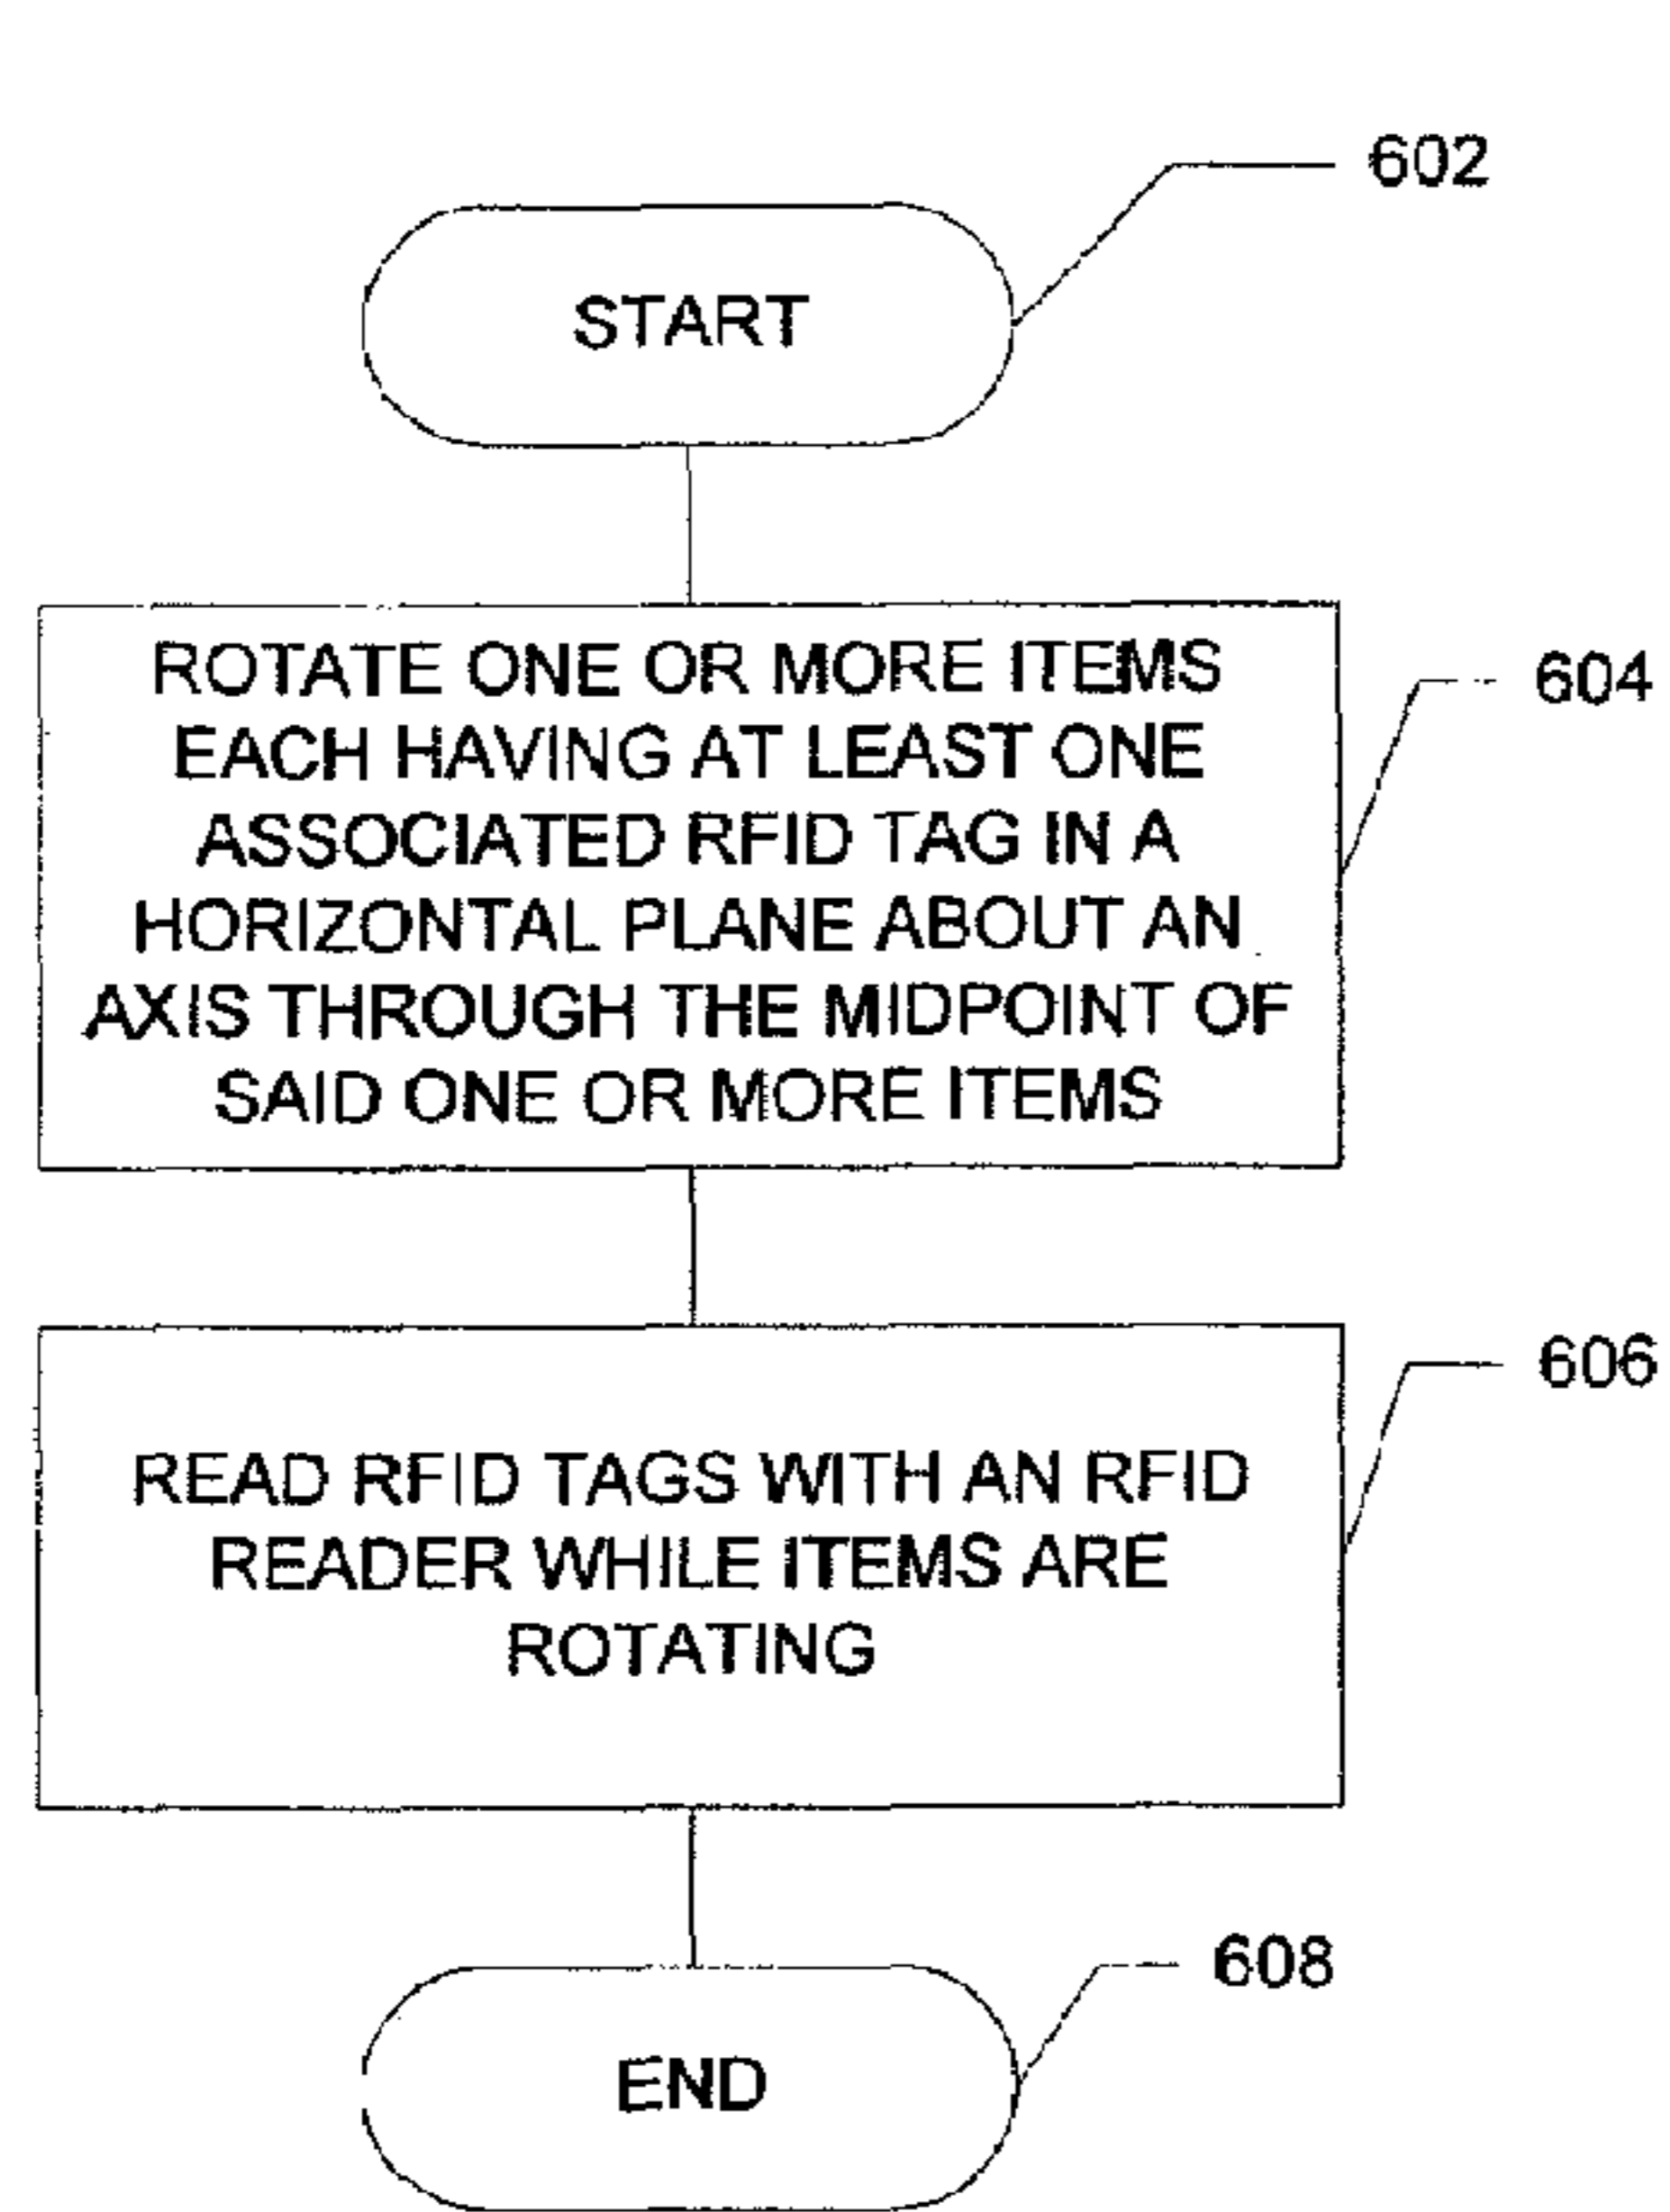 602
START
ROTATE ONE OR MORE ITEMS
EACH HAVING AT LEAST ONE
ASSOCIATED RFID TAG IN A
HORIZONTAL PLANE ABOUT AN
AXIS THROUGH THE MIDPOINT OF
SAID ONE OR MORE ITEMS
604
READ RFID TAGS WITH AN RFID
READER WHILE ITEMS ARE
ROTATING
606
END
608